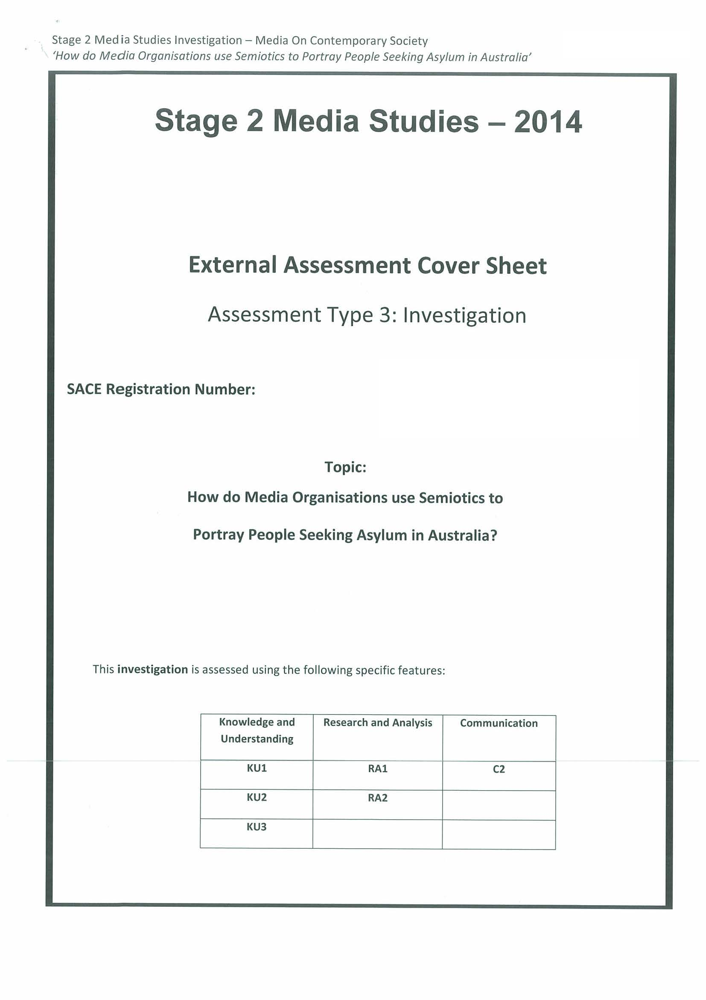 Stage 2 Media Studies Investigation – Media On Contemporary Society
‘How do Media Organisations use Semiotics to Portray People Seeking Asylum in Australia’
Stage 2 Media Studies – 2014
External Assessment Cover Sheet
Assessment Type 3: Investigation
SACE Registration Number:
Topic:
How do Media Organisations use Semiotics to
Portray People Seeking Asylum in Australia?
This investigation is assessed using the following specific features:
Knowledge and Understanding Research and Analysis Communication
KU1 RA1 C2
KU2 RA2
KU3